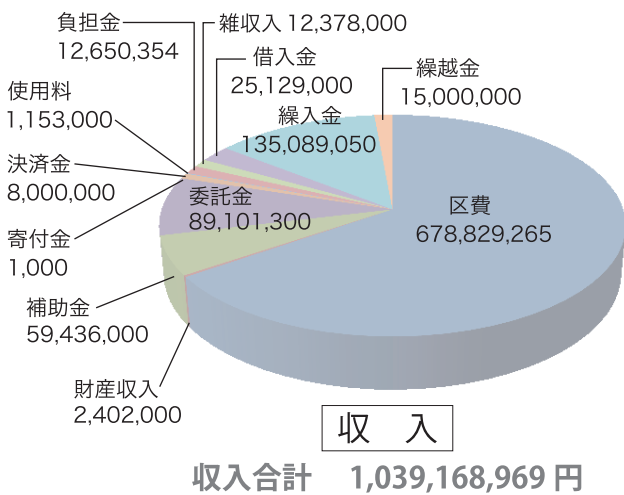 負担金
12,650,354
雑収入 12,378,000
借入金
25,129,000
繰越金
15,000,000
使用料
1,153,000
繰入金
135,089,050
決済金
8,000,000
委託金
89,101,300
区費
678,829,265
寄付金
1,000
補助金
59,436,000
財産収入
2,402,000
収 入
収入合計 1,039,168,969 円